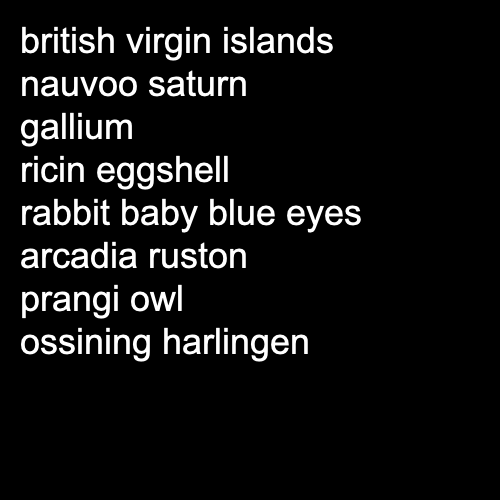 british virgin islands
nauvoo saturn
gallium
ricin eggshell
rabbit baby blue eyes
arcadia ruston
prangi owl
ossining harlingen